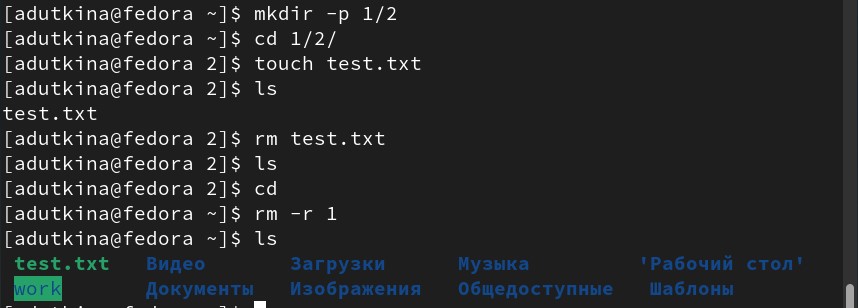 [adutkina@fedora ~]$ mkdir -p 1/2
[adutkina@fedora ~]$ cd 1/2/
[adutkina@fedora 2]$ touch test.txt
[adutkina@fedora 2]$ ls
test.txt
[adutkina@fedora 2]$ rm test.txt
[adutkina@fedora 2]$ ls
[adutkina@fedora 2]$ cd
[adutkina@fedora ~]$ rm -r 1
[adutkina@fedora ~]$ ls
test.txt Видео Загрузки Музыка 'Рабочий стол'
work Документы Изображения Общедоступные Шаблоны